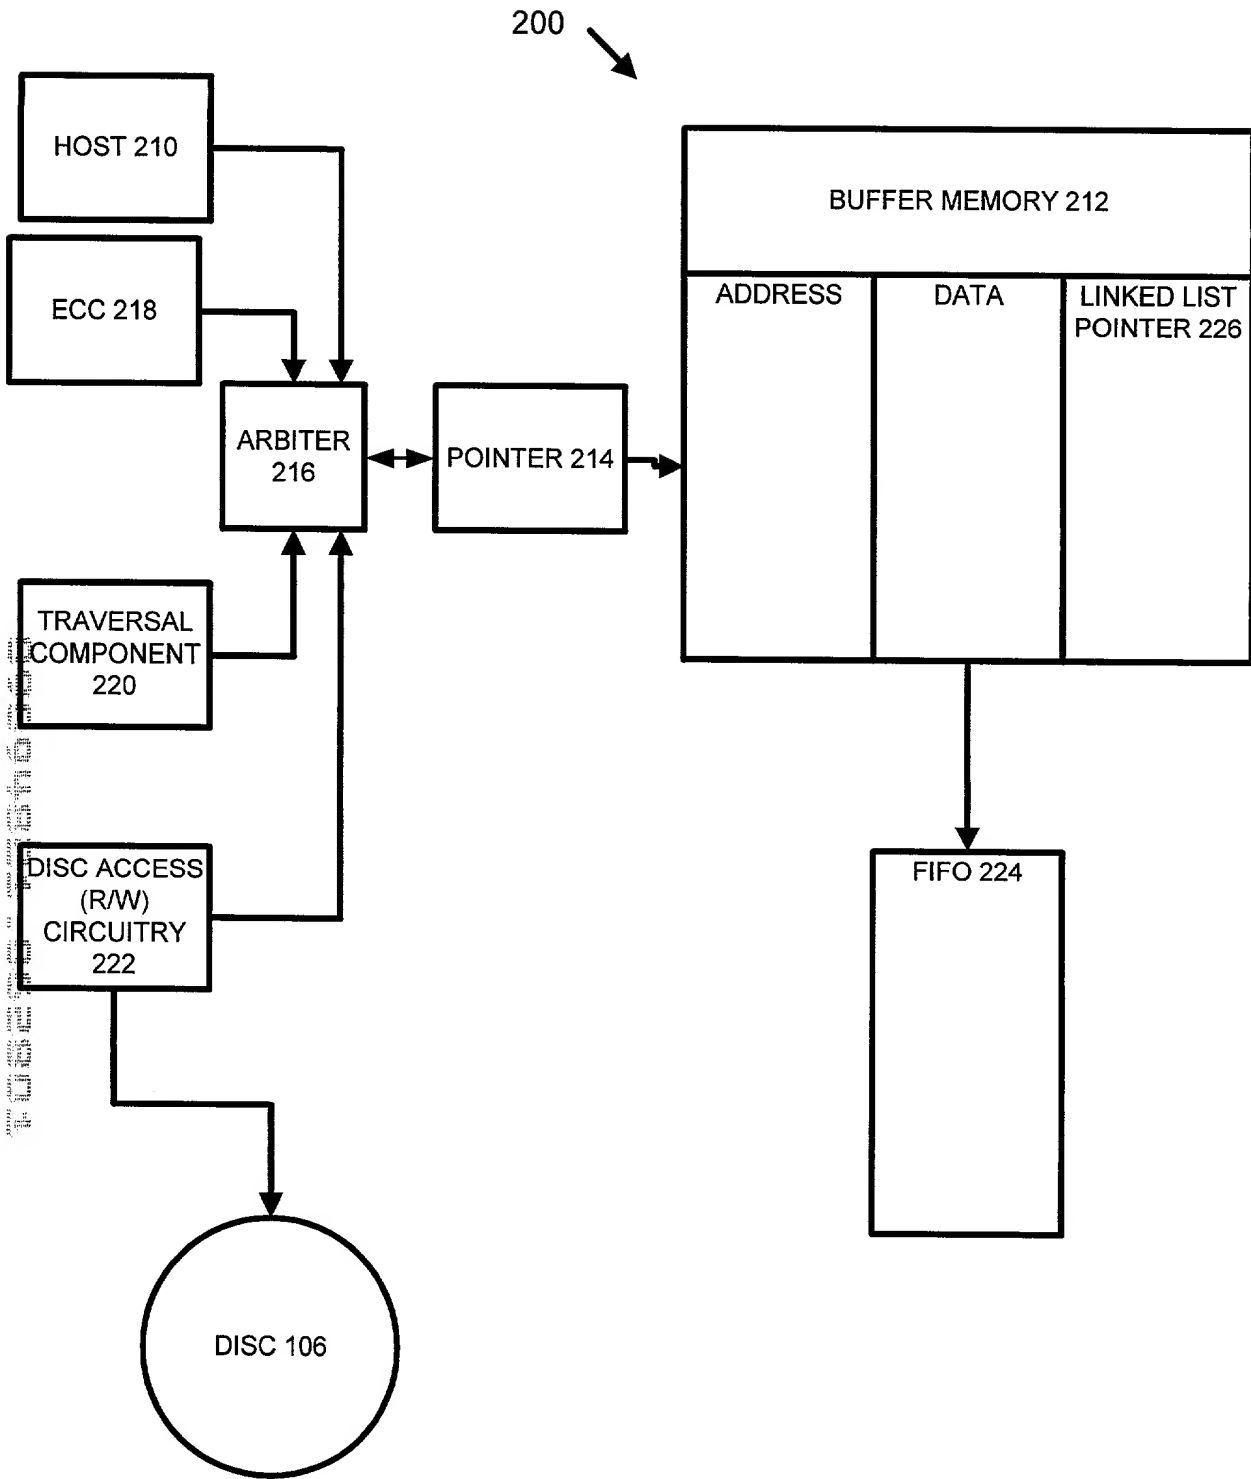 200
HOST 210
BUFFER MEMORY 212
ECC 218
ADDRESS
DATA
LINKED LIST
POINTER 226
ARBITER
216
POINTER 214
TRAVERSAL
COMPONENT
220
DISC ACCESS
(R/W)
CIRCUITRY
222
FIFO 224
DISC 106